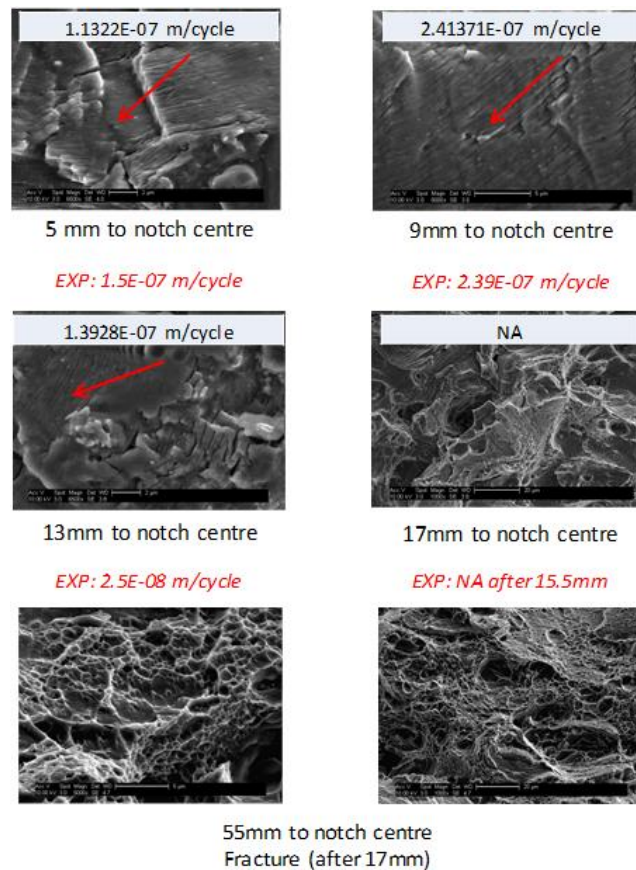 1.1322E-07 m/cycle
2.41371E-07 m/cycle
5 mm to notch centre
9mm to notch centre
EXP: 1.5E-07 m/cycle
EXP: 2.39E-07 m/cycle
1.3928E-07 m/cycle
NA
13mm to notch centre
17mm to notch centre
EXP: 2.5E-08 m/cycle
EXP: NA after 15.5mm
55mm to notch centre
Fracture (after 17mm)